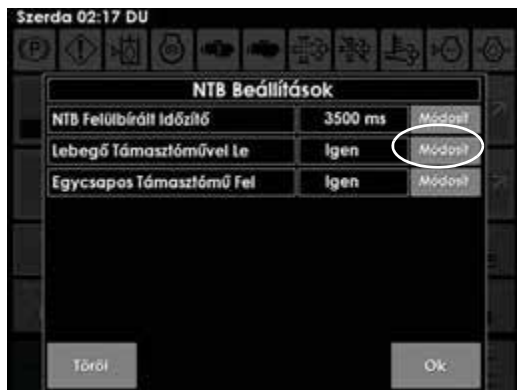 Szerda 02:17 DU
NTB Beállítások
NTB Felülbírált Időzítő 3500 ms Módosít
Lebegő Támasztóművel Le Igen Módosít
Egycsapos Támasztómű Fel Igen Módosít
Töröl Ok